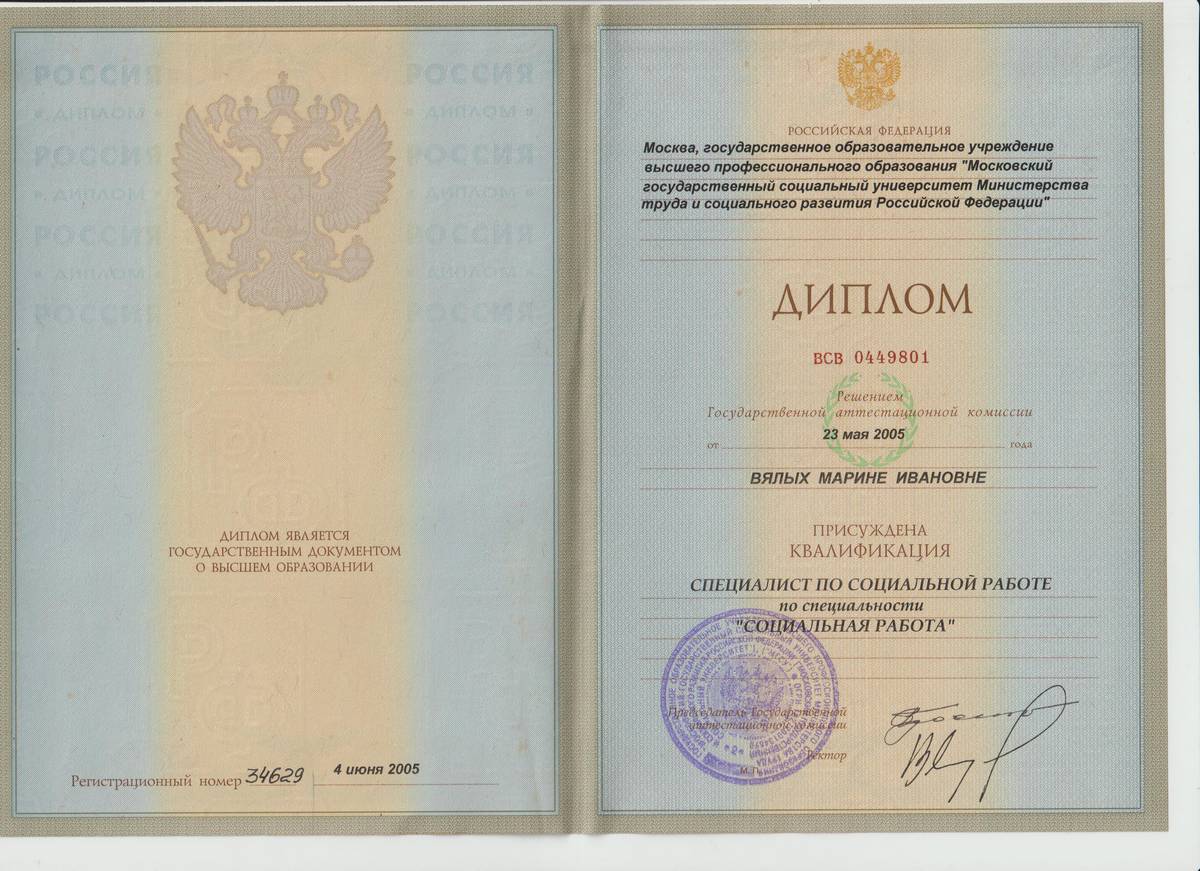 РОССИЯ РОССИЯ
« ДИПЛОМ » « ДИПЛОМ »
РОССИЯ РОССИЯ
« ДИПЛОМ » « ДИПЛОМ »
РОССИЯ РОССИЯ
« ДИПЛОМ » « ДИПЛОМ »
РОССИЯ РОССИЯ
ДИПЛОМ ЯВЛЯЕТСЯ
ГОСУДАРСТВЕННЫМ ДОКУМЕНТОМ
О ВЫСШЕМ ОБРАЗОВАНИИ
Регистрационный номер 34629 4 июня 2005
РОССИЙСКАЯ ФЕДЕРАЦИЯ
Москва, государственное образовательное учреждение
высшего профессионального образования "Московский
государственный социальный университет Министерства
труда и социального развития Российской Федерации"
ДИПЛОМ
ВСВ 0449801
Решением
Государственной аттестационной комиссии
от 23 мая 2005 года
ВЯЛЫХ МАРИНЕ ИВАНОВНЕ
ПРИСУЖДЕНА
КВАЛИФИКАЦИЯ
СПЕЦИАЛИСТ ПО СОЦИАЛЬНОЙ РАБОТЕ
по специальности
"СОЦИАЛЬНАЯ РАБОТА"
Председатель Государственной
аттестационной комиссии
Ректор
М.П.